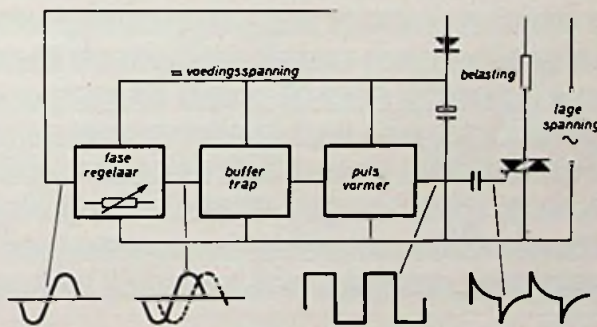 = voedingsspanning
belasting
lage
spanning
~
fase
regelaar
buffer
trap
puls
vormer